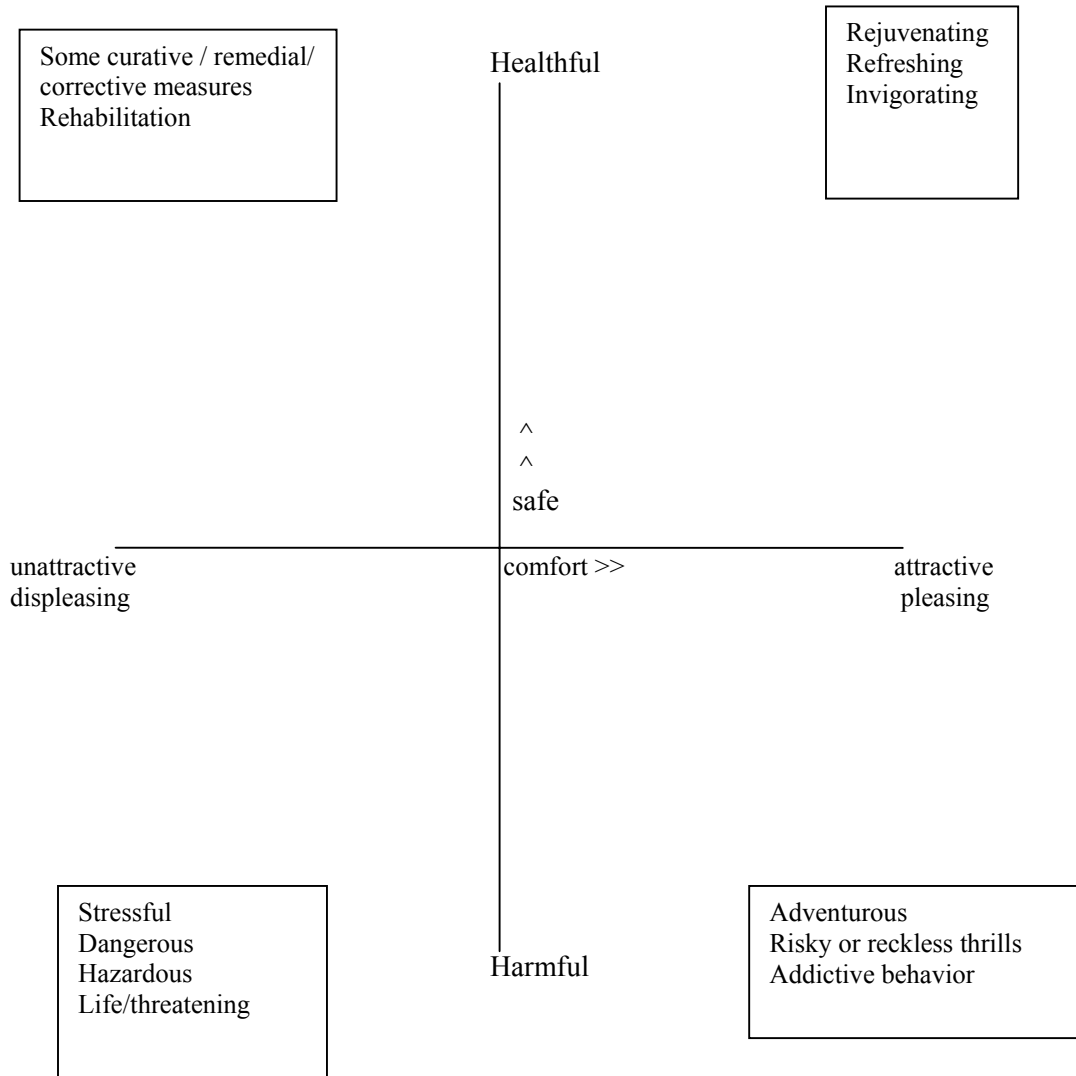 Some curative / remedial/
corrective measures
Rehabilitation
Healthful
Rejuvenating
Refreshing
Invigorating
^
^
safe
unattractive
displeasing
comfort >>
attractive
pleasing
Stressful
Dangerous
Hazardous
Life/threatening
Harmful
Adventurous
Risky or reckless thrills
Addictive behavior